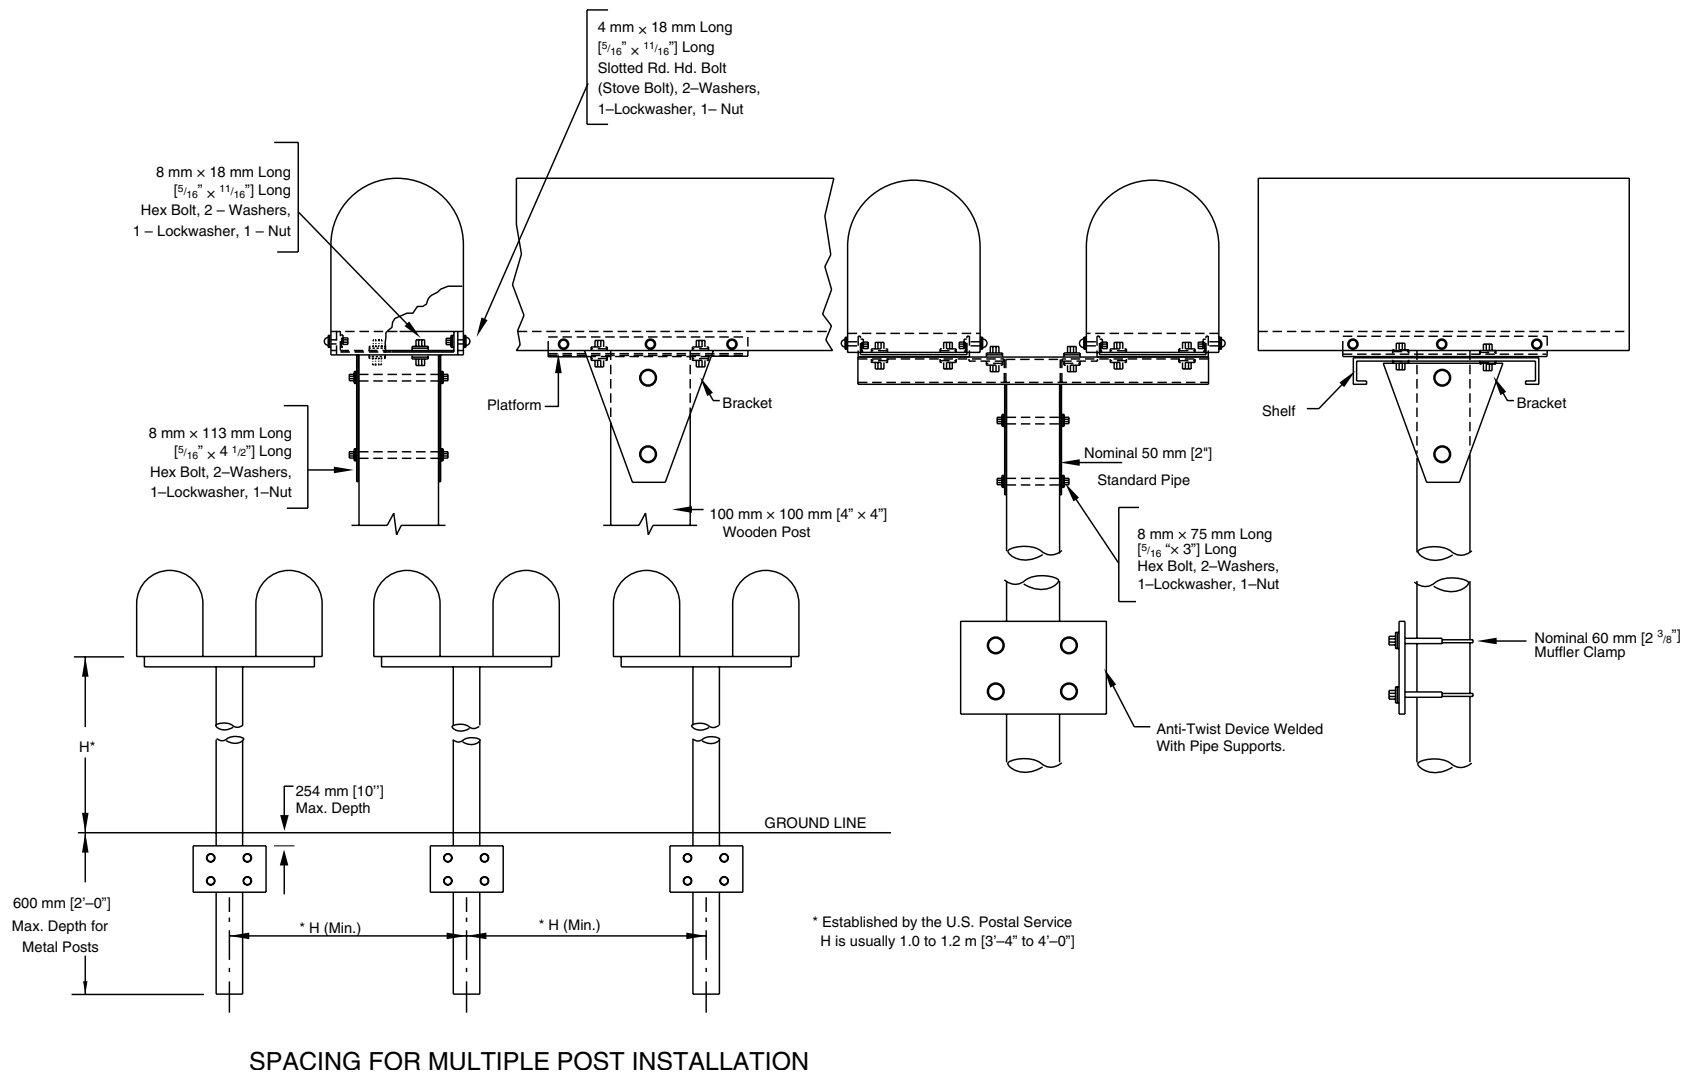 4 mm × 18 mm Long
[5/16” × 11/16”] Long
Slotted Rd. Hd. Bolt
(Stove Bolt), 2–Washers,
1–Lockwasher, 1– Nut
8 mm × 18 mm Long
[5/16” × 11/16”] Long
Hex Bolt, 2 – Washers,
1 – Lockwasher, 1 – Nut
8 mm × 113 mm Long
[5/16” × 4 1/2”] Long
Hex Bolt, 2–Washers,
1–Lockwasher, 1–Nut
Platform
Bracket
100 mm × 100 mm [4” × 4”]
Wooden Post
Nominal 50 mm [2"]
Standard Pipe
8 mm × 75 mm Long
[5/16 “× 3”] Long
Hex Bolt, 2–Washers,
1–Lockwasher, 1–Nut
Shelf
Bracket
Nominal 60 mm [2 3/8”]
Muffler Clamp
Anti-Twist Device Welded
With Pipe Supports.
H*
254 mm [10’’]
Max. Depth
GROUND LINE
600 mm [2’–0”]
Max. Depth for
Metal Posts
* H (Min.)
* H (Min.)
* Established by the U.S. Postal Service
H is usually 1.0 to 1.2 m [3’–4” to 4’–0”]
SPACING FOR MULTIPLE POST INSTALLATION